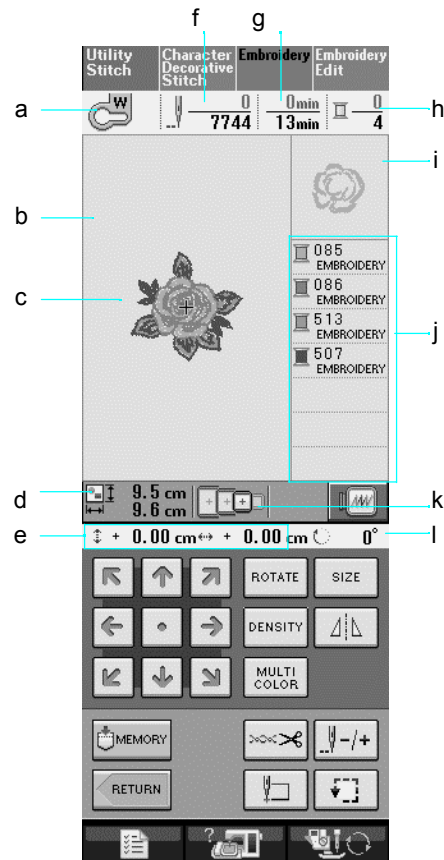 f g
Utility Stitch
Character Decorative Stitch
Embroidery
Embroidery Edit
a W 0 7744 0min 13min 0 4 h
i
b
085 EMBROIDERY
086 EMBROIDERY
c 513 EMBROIDERY j
507 EMBROIDERY
d 9.5 cm
9.6 cm k
e + 0.00 cm + 0.00 cm 0° l
ROTATE SIZE
DENSITY
MULTI COLOR
MEMORY -/+
RETURN
?